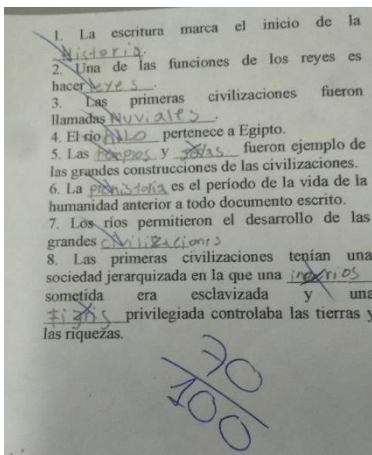 1. La escritura marca el inicio de la
Historia.
2. Una de las funciones de los reyes es
hacer leyes.
3. Las primeras civilizaciones fueron
llamadas Nuviales.
4. El río NILO pertenece a Egipto.
5. Las y fueron ejemplo de
las grandes construcciones de las civilizaciones.
6. La prehistoria es el período de la vida de la
humanidad anterior a todo documento escrito.
7. Los ríos permitieron el desarrollo de las
grandes civilizaciones
8. Las primeras civilizaciones tenían una
sociedad jerarquizada en la que una
sometida era esclavizada y una
privilegiada controlaba las tierras y
las riquezas.
70
100